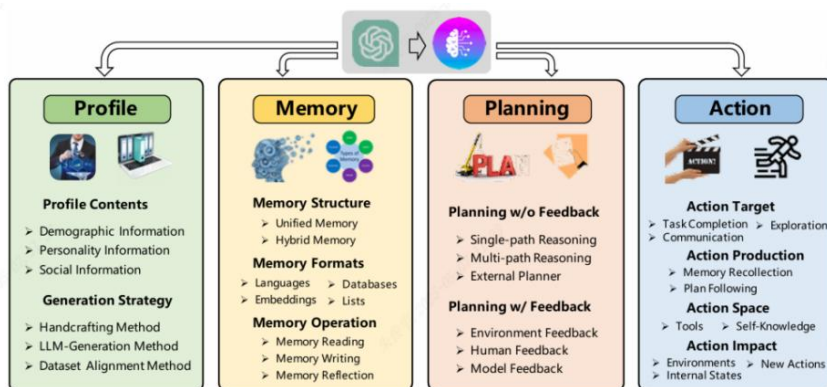 Profile
Profile Contents
➢ Demographic Information
➢ Personality Information
➢ Social Information
Generation Strategy
➢ Handcrafting Method
➢ LLM-Generation Method
➢ Dataset Alignment Method
Memory
Types of Memory
Memory Structure
➢ Unified Memory
➢ Hybrid Memory
Memory Formats
➢ Languages ➢ Databases
➢ Embeddings ➢ Lists
Memory Operation
➢ Memory Reading
➢ Memory Writing
➢ Memory Reflection
Planning
PLAN
Planning w/o Feedback
➢ Single-path Reasoning
➢ Multi-path Reasoning
➢ External Planner
Planning w/ Feedback
➢ Environment Feedback
➢ Human Feedback
➢ Model Feedback
Action
ACTION!
Action Target
➢ Task Completion ➢ Exploration
➢ Communication
Action Production
➢ Memory Recollection
➢ Plan Following
Action Space
➢ Tools ➢ Self-Knowledge
Action Impact
➢ Environments ➢ New Actions
➢ Internal States